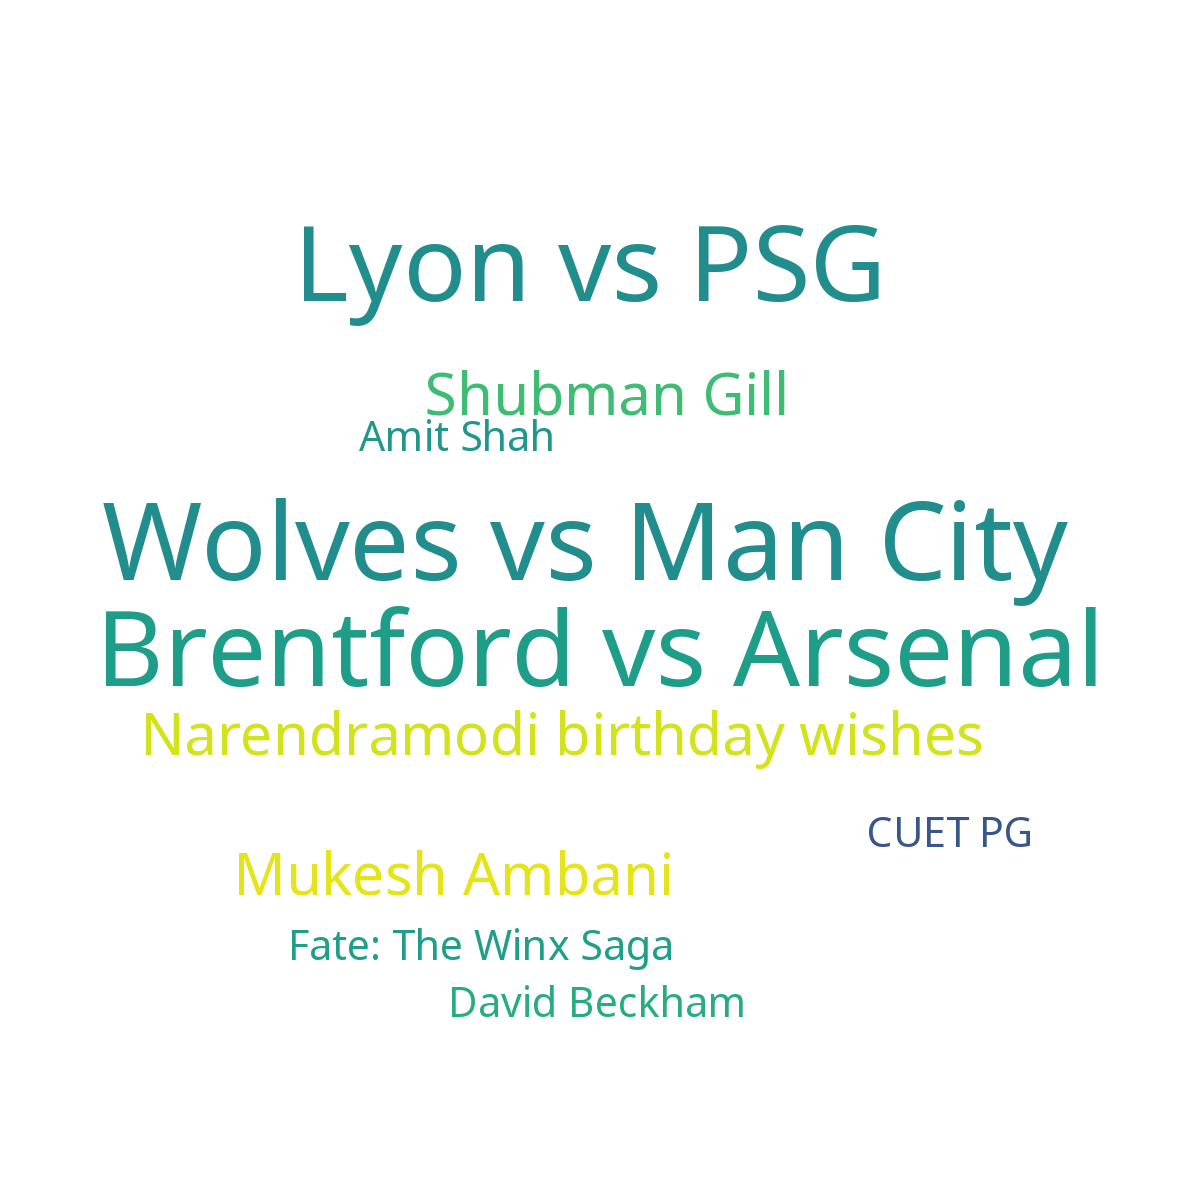 Lyon vs PSG
Shubman Gill
Amit Shah
Wolves vs Man City
Brentford vs Arsenal
Narendramodi birthday wishes
CUET PG
Mukesh Ambani
Fate: The Winx Saga
David Beckham